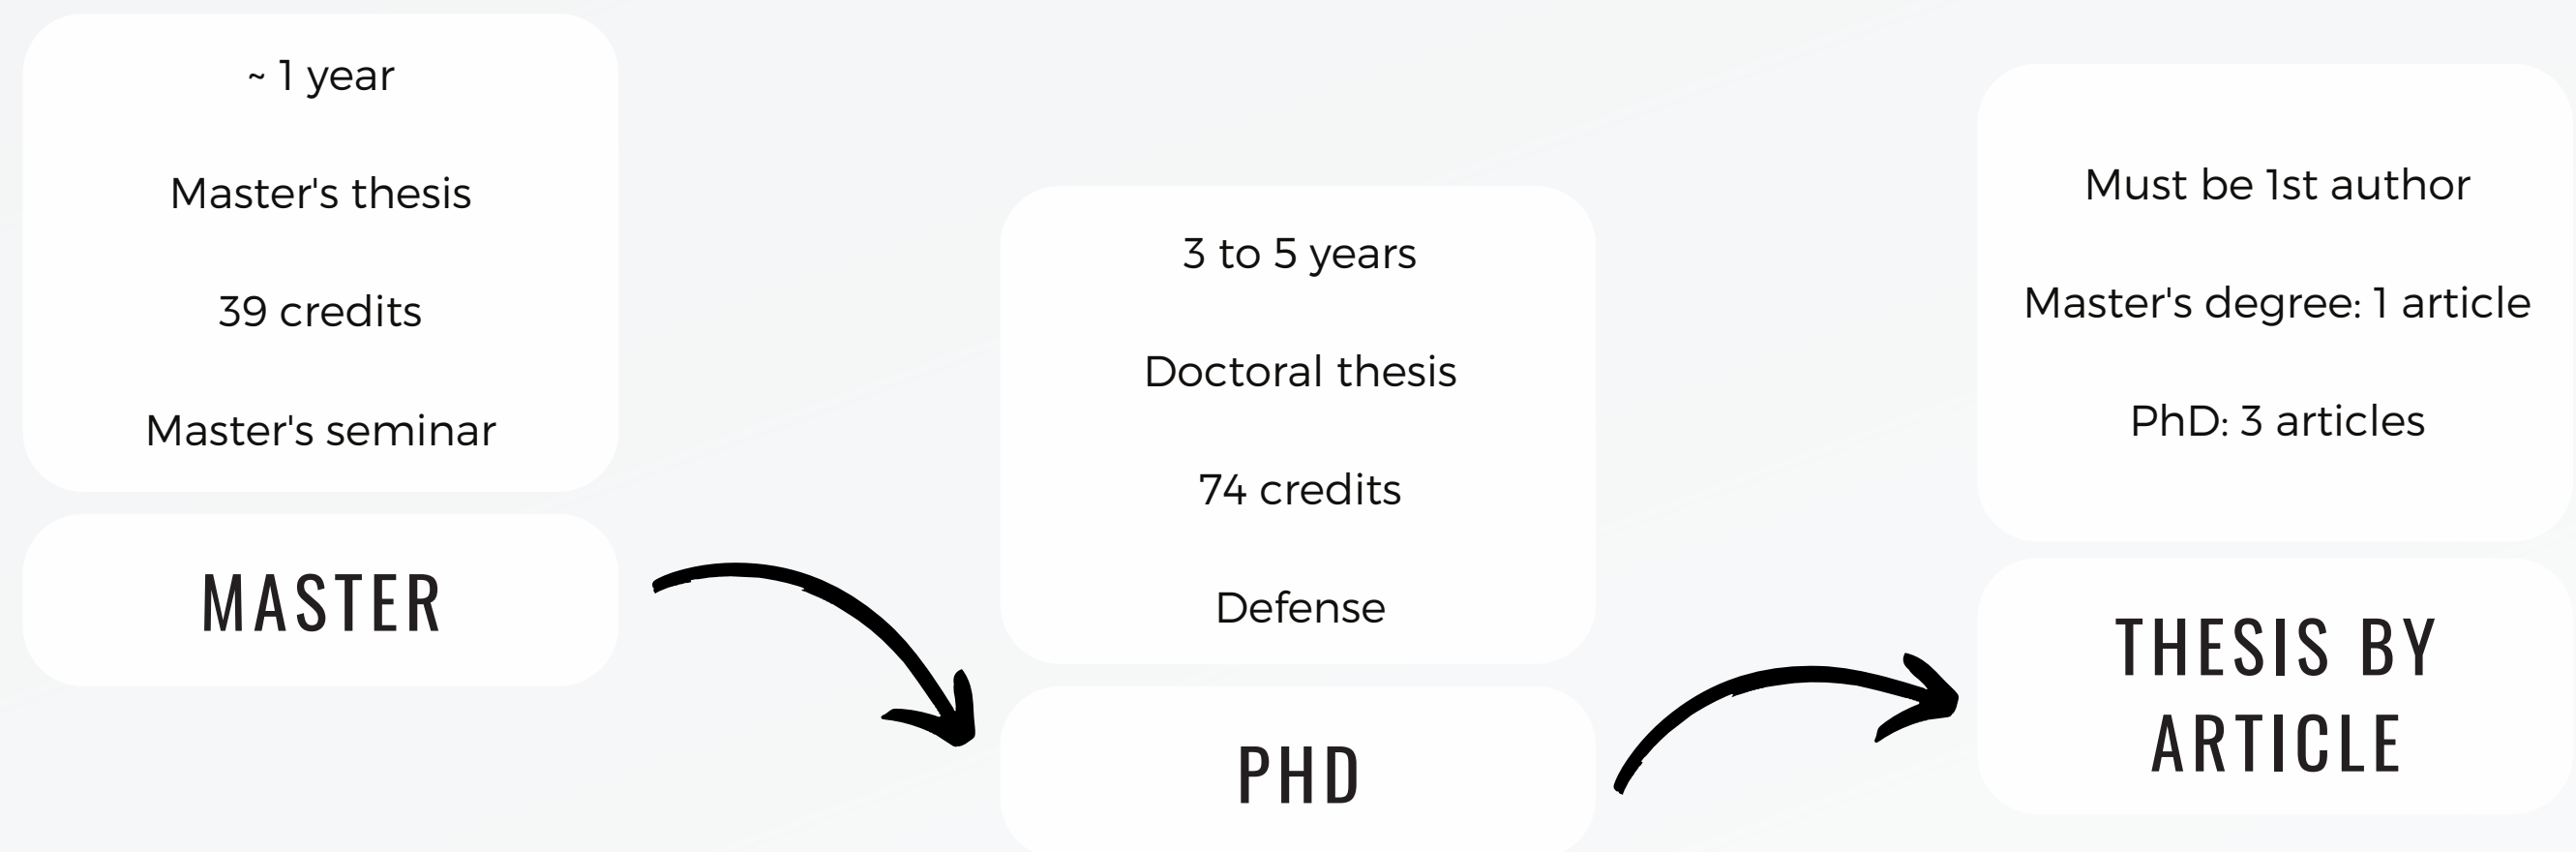 ~ 1 year
Master's thesis
39 credits
Master's seminar
MASTER
3 to 5 years
Doctoral thesis
74 credits
Defense
PHD
Must be 1st author
Master's degree: 1 article
PhD: 3 articles
THESIS BY
ARTICLE